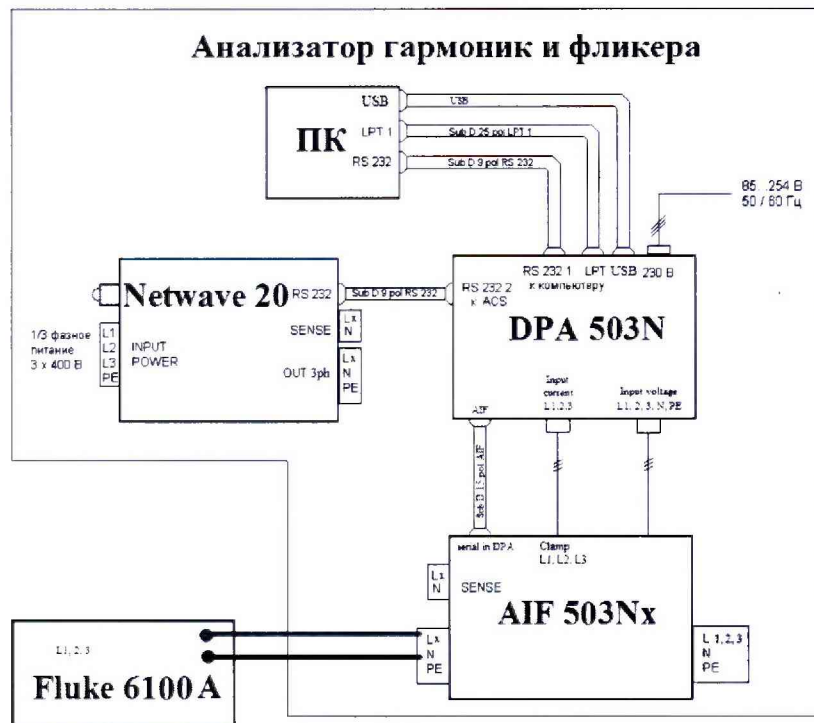 Анализатор гармоник и фликера
ПК
USB
LPT 1
RS 232
USB
Sub D 25 pol LPT 1
Sub D 9 pol RS 232
85...254 В
50 / 60 Гц
Netwave 20
RS 232
SENSE
Lx
N
OUT 3ph
Lx
N
PE
1/3 фазное
питание
3 x 400 В
L1
L2
L3
PE
INPUT
POWER
Sub D 9 pol RS 232
RS 232 1 LPT USB 230 В
к компьютеру
RS 232 2
к ACS
DPA 503N
Input
current
L1,2,3
Input voltage
L1, 2, 3, N, PE
AIF
Sub D 15 pol AIF
serial in DPA
Clamp
L1, L2, L3
Lx
N
SENSE
AIF 503Nx
Lx
N
PE
L 1,2,3
N
PE
L1, 2, 3
Fluke 6100 A